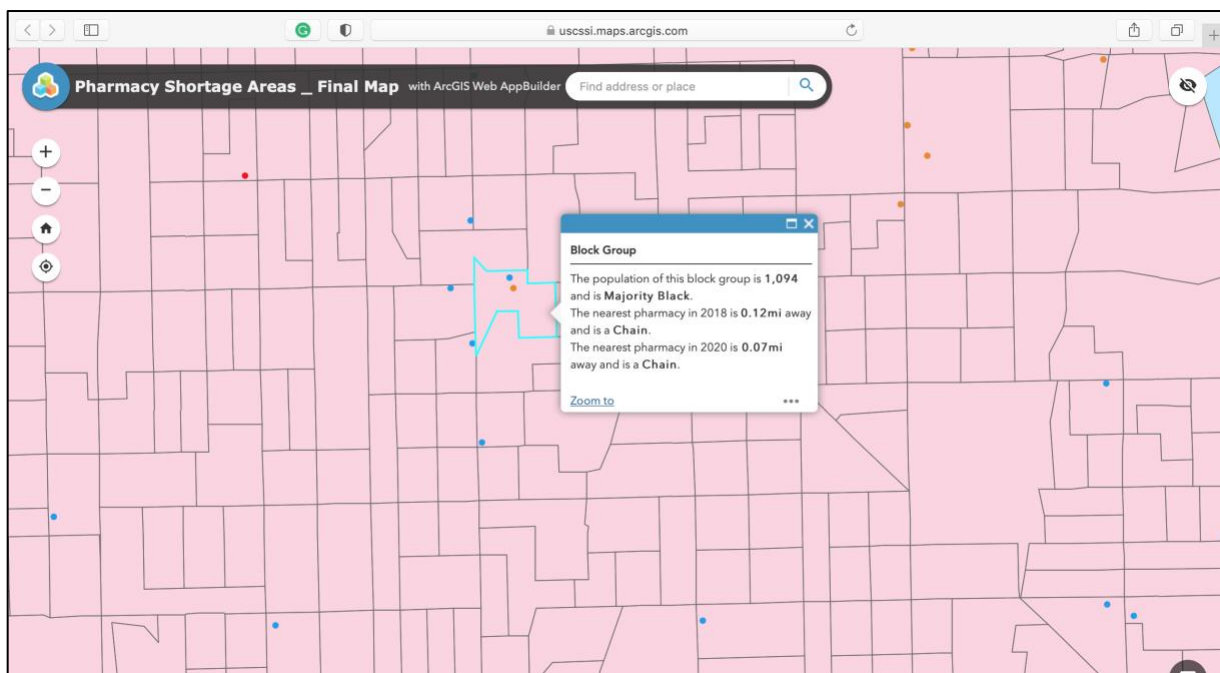 uscssi.maps.arcgis.com
Pharmacy Shortage Areas _ Final Map with ArcGIS Web AppBuilder
Find address or place
Block Group
The population of this block group is 1,094
and is Majority Black.
The nearest pharmacy in 2018 is 0.12mi away
and is a Chain.
The nearest pharmacy in 2020 is 0.07mi
away and is a Chain.
Zoom to